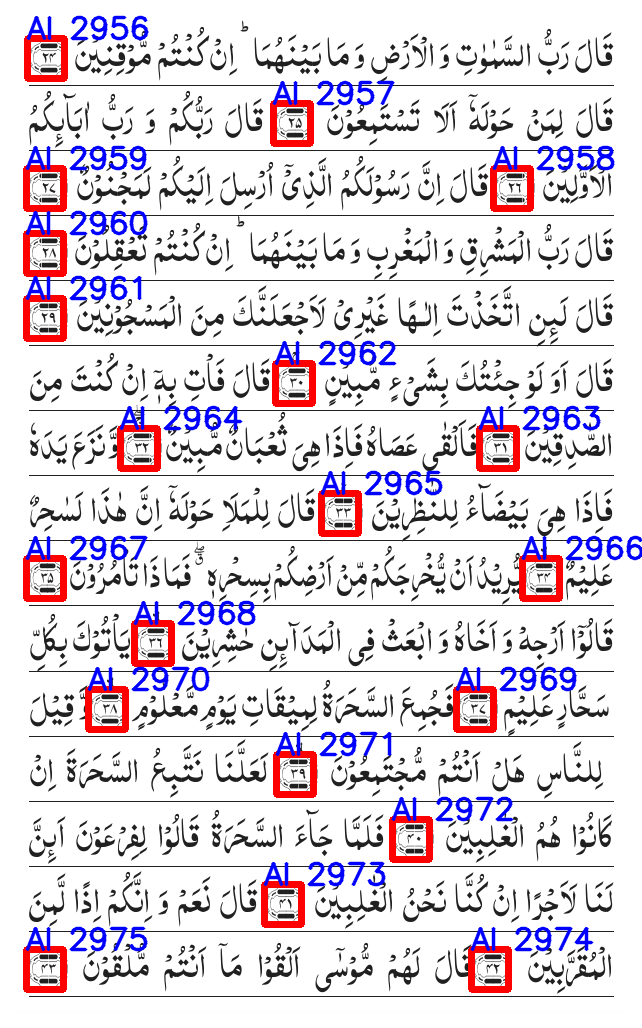 AI 2956
قَالَ رَبُّ السَّمٰوٰتِ وَالْاَرْضِ وَمَا بَيْنَهُمَا ؕ اِنْ كُنْتُمْ مُّوْقِنِيْنَ ۲۴
AI 2957
قَالَ لِمَنْ حَوْلَهٗۤ اَلَا تَسْتَمِعُوْنَ ۲۵ قَالَ رَبُّكُمْ وَ رَبُّ اٰبَآىِٕكُمُ
AI 2958 AI 2959
الْاَوَّلِيْنَ ۲۶ قَالَ اِنَّ رَسُوْلَكُمُ الَّذِىْۤ اُرْسِلَ اِلَيْكُمْ لَمَجْنُوْنٌ ۲۷
AI 2960
قَالَ رَبُّ الْمَشْرِقِ وَ الْمَغْرِبِ وَ مَا بَيْنَهُمَا ؕ اِنْ كُنْتُمْ تَعْقِلُوْنَ ۲۸
AI 2961
قَالَ لَىِٕنِ اتَّخَذْتَ اِلٰهًا غَيْرِىْ لَاَجْعَلَنَّكَ مِنَ الْمَسْجُوْنِيْنَ ۲۹
AI 2962
قَالَ اَوَ لَوْ جِئْتُكَ بِشَىْءٍ مُّبِيْنٍ ۳۰ قَالَ فَاْتِ بِهٖۤ اِنْ كُنْتَ مِنَ
AI 2963 AI 2964
الصّٰدِقِيْنَ ۳۱ فَاَلْقٰى عَصَاهُ فَاِذَا هِىَ ثُعْبَانٌ مُّبِيْنٌ ۳۲ وَّنَزَعَ يَدَهٗ
AI 2965
فَاِذَا هِىَ بَيْضَآءُ لِلنّٰظِرِيْنَ ۳۳ قَالَ لِلْمَلَاِ حَوْلَهٗۤ اِنَّ هٰذَا لَسٰحِرٌ
AI 2966 AI 2967
عَلِيْمٌ ۳۴ يُّرِيْدُ اَنْ يُّخْرِجَكُمْ مِّنْ اَرْضِكُمْ بِسِحْرِهٖ ۖۗ فَمَاذَا تَاْمُرُوْنَ ۳۵
AI 2968
قَالُوْۤا اَرْجِهْ وَ اَخَاهُ وَ ابْعَثْ فِى الْمَدَآىِٕنِ حٰشِرِيْنَ ۳۶ يَاْتُوْكَ بِكُلِّ
AI 2969 AI 2970
سَحَّارٍ عَلِيْمٍ ۳۷ فَجُمِعَ السَّحَرَةُ لِمِيْقَاتِ يَوْمٍ مَّعْلُوْمٍ ۳۸ وَّ قِيْلَ
AI 2971
لِلنَّاسِ هَلْ اَنْتُمْ مُّجْتَمِعُوْنَ ۳۹ لَعَلَّنَا نَتَّبِعُ السَّحَرَةَ اِنْ
AI 2972
كَانُوْا هُمُ الْغٰلِبِيْنَ ۴۰ فَلَمَّا جَآءَ السَّحَرَةُ قَالُوْا لِفِرْعَوْنَ اَىِٕنَّ
AI 2973
لَنَا لَاَجْرًا اِنْ كُنَّا نَحْنُ الْغٰلِبِيْنَ ۴۱ قَالَ نَعَمْ وَ اِنَّكُمْ اِذًا لَّمِنَ
AI 2974 AI 2975
الْمُقَرَّبِيْنَ ۴۲ قَالَ لَهُمْ مُّوْسٰۤى اَلْقُوْا مَاۤ اَنْتُمْ مُّلْقُوْنَ ۴۳